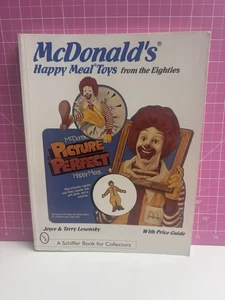 McDonald's®
Happy Meal® Toys from the Eighties
McDonald's
PICTURE
PERFECT
Happy Meal
Joyce & Terry Losonsky
With Price Guide
A Schiffer Book for Collectors